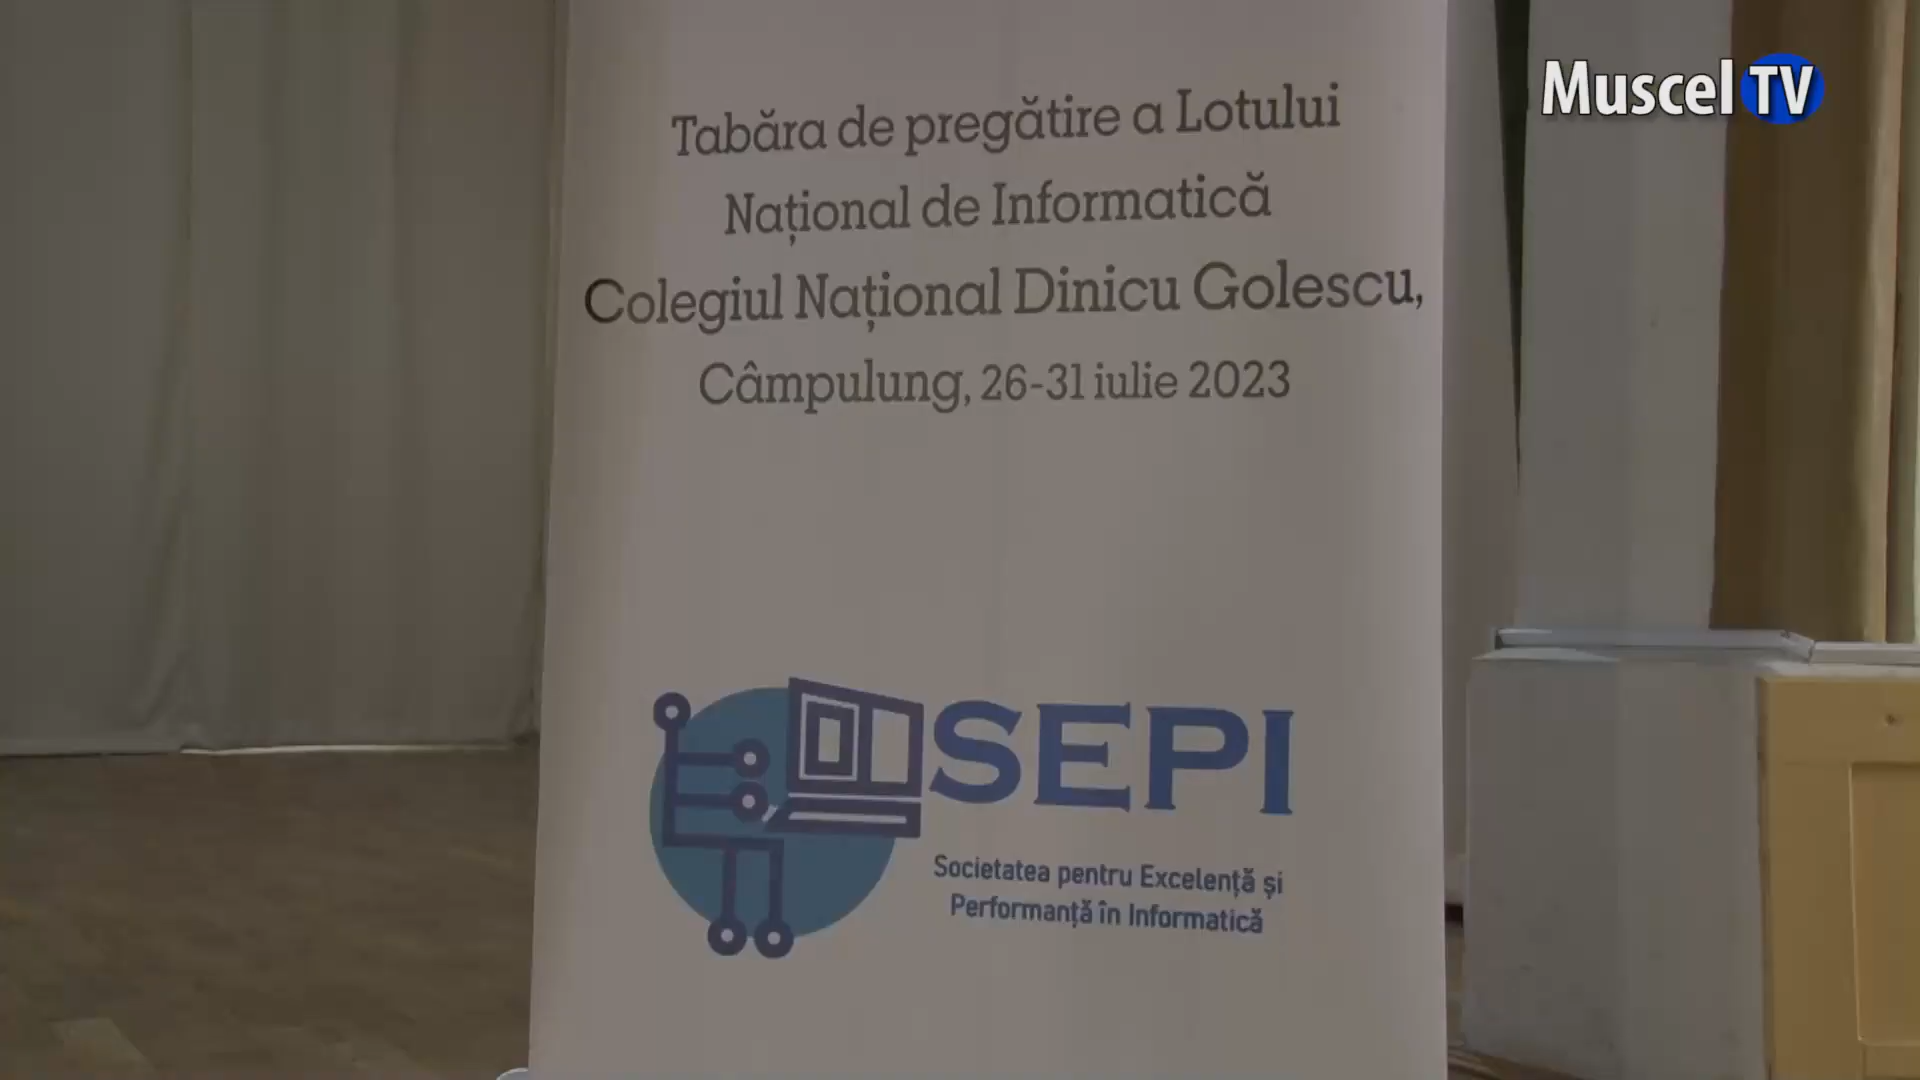 Muscel TV
Tabăra de pregătire a Lotului
Național de Informatică
Colegiul Național Dinicu Golescu,
Câmpulung, 26-31 iulie 2023
SEPI
Societatea pentru Excelență și
Performanță în Informatică